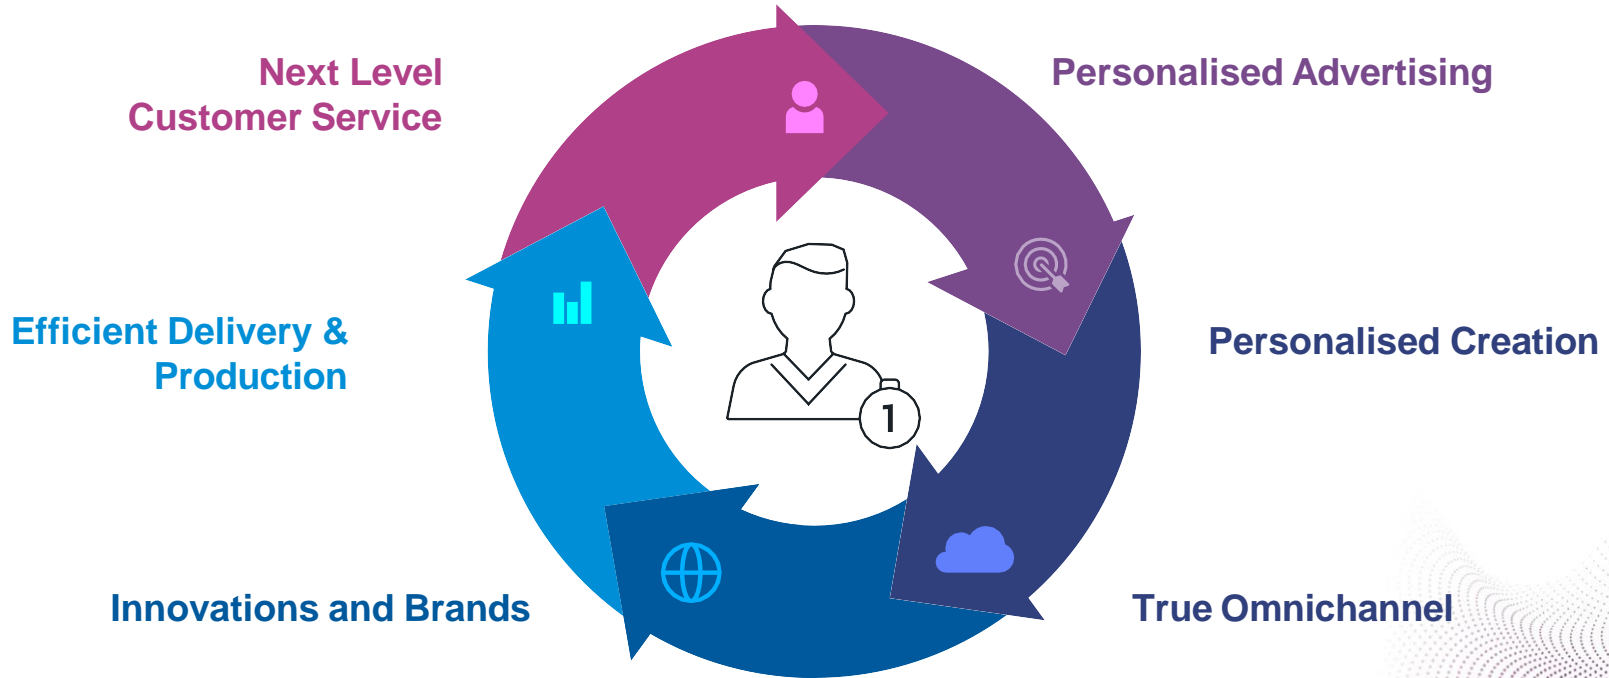 Next Level
Customer Service
Personalised Advertising
Efficient Delivery &
Production
Personalised Creation
1
Innovations and Brands
True Omnichannel